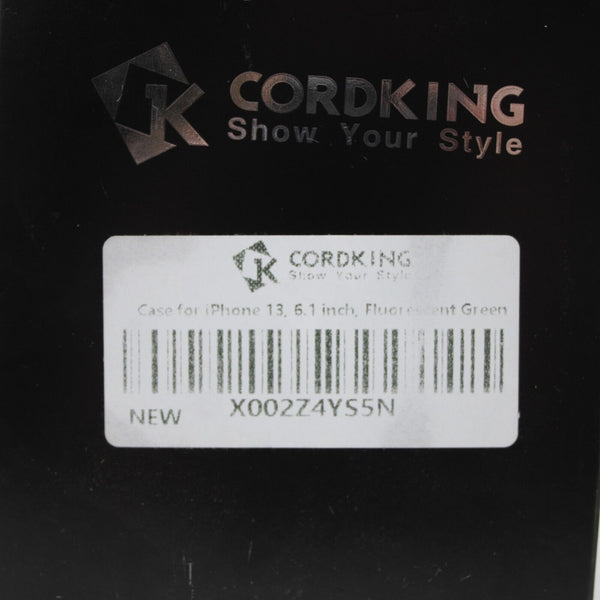 CORDKING
Show Your Style
CORDKING
Show Your Style
Case for iPhone 13, 6.1 inch, Fluorescent Green
NEW X002Z4YS5N